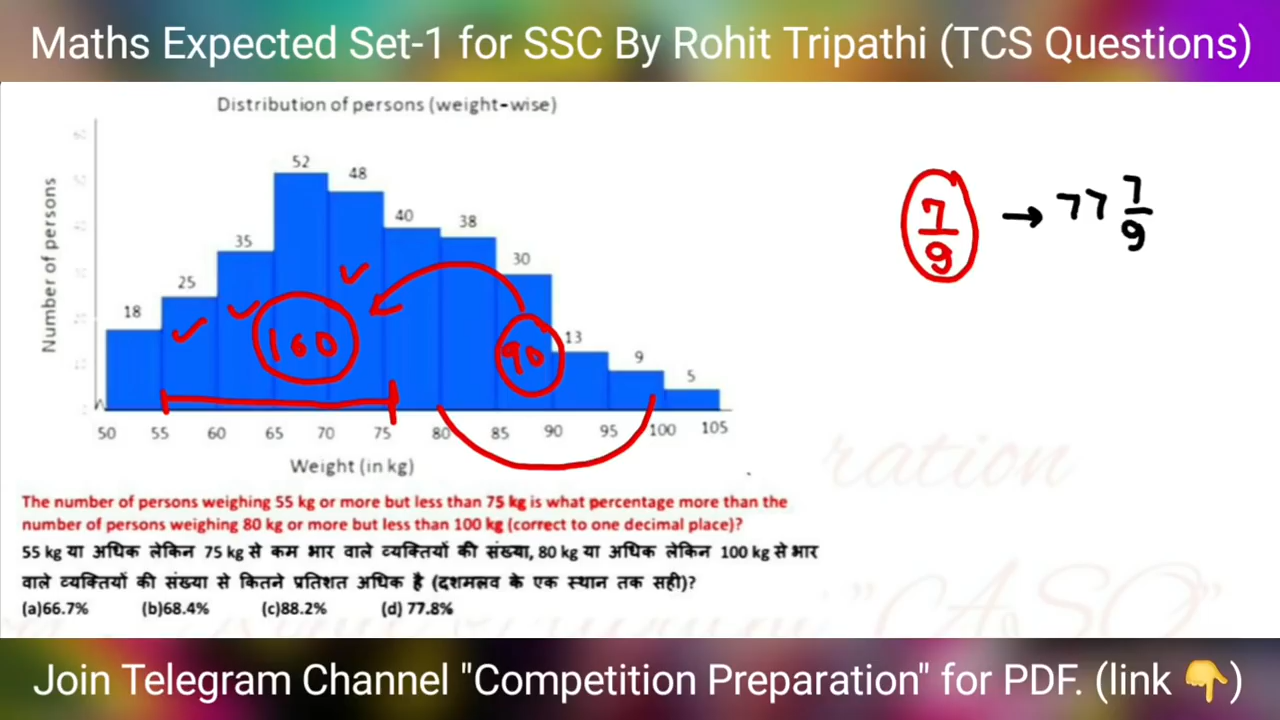 Maths Expected Set-1 for SSC By Rohit Tripathi (TCS Questions)
Distribution of persons (weight-wise)
Number of persons
52
48
40
38
35
30
25
18
13
9
5
160
90
50 55 60 65 70 75 80 85 90 95 100 105
Weight (in kg)
7/9 → 77 7/9
ration
The number of persons weighing 55 kg or more but less than 75 kg is what percentage more than the
number of persons weighing 80 kg or more but less than 100 kg (correct to one decimal place)?
55 kg या अधिक लेकिन 75 kg से कम भार वाले व्यक्तियों की संख्या, 80 kg या अधिक लेकिन 100 kg से भार
वाले व्यक्तियों की संख्या से कितने प्रतिशत अधिक है (दशमलव के एक स्थान तक सही)?
(a)66.7% (b)68.4% (c)88.2% (d) 77.8%
Join Telegram Channel "Competition Preparation" for PDF. (link 👇)